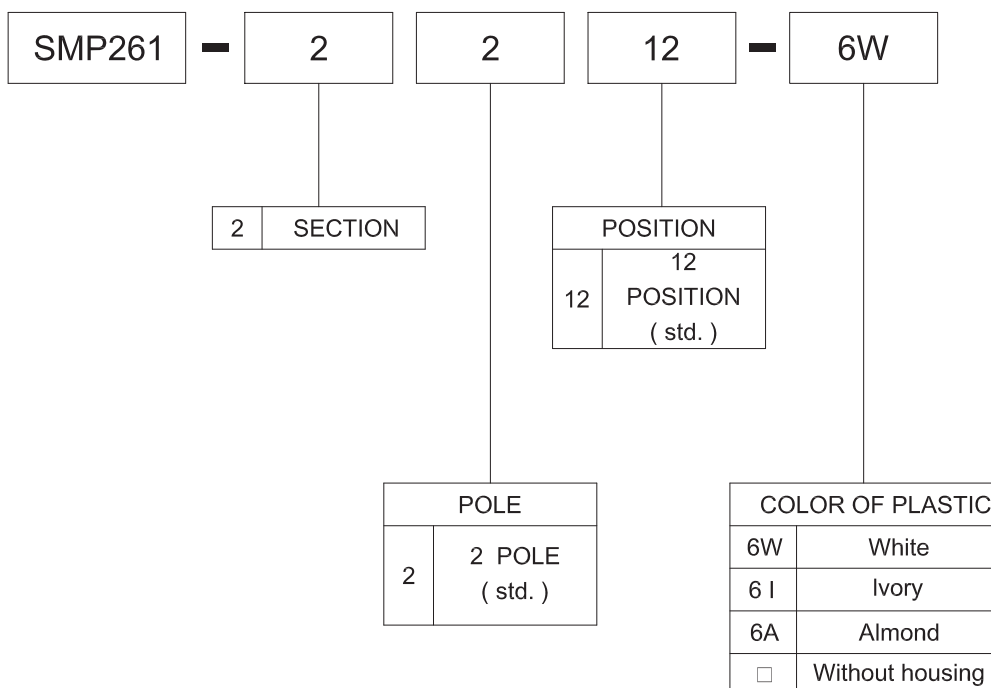 SMP261 - 2 2 12 - 6W
2 SECTION
POSITION
12
12 POSITION
( std. )
POLE
2 2 POLE
( std. )
COLOR OF PLASTIC
6W White
6 I Ivory
6A Almond
□ Without housing